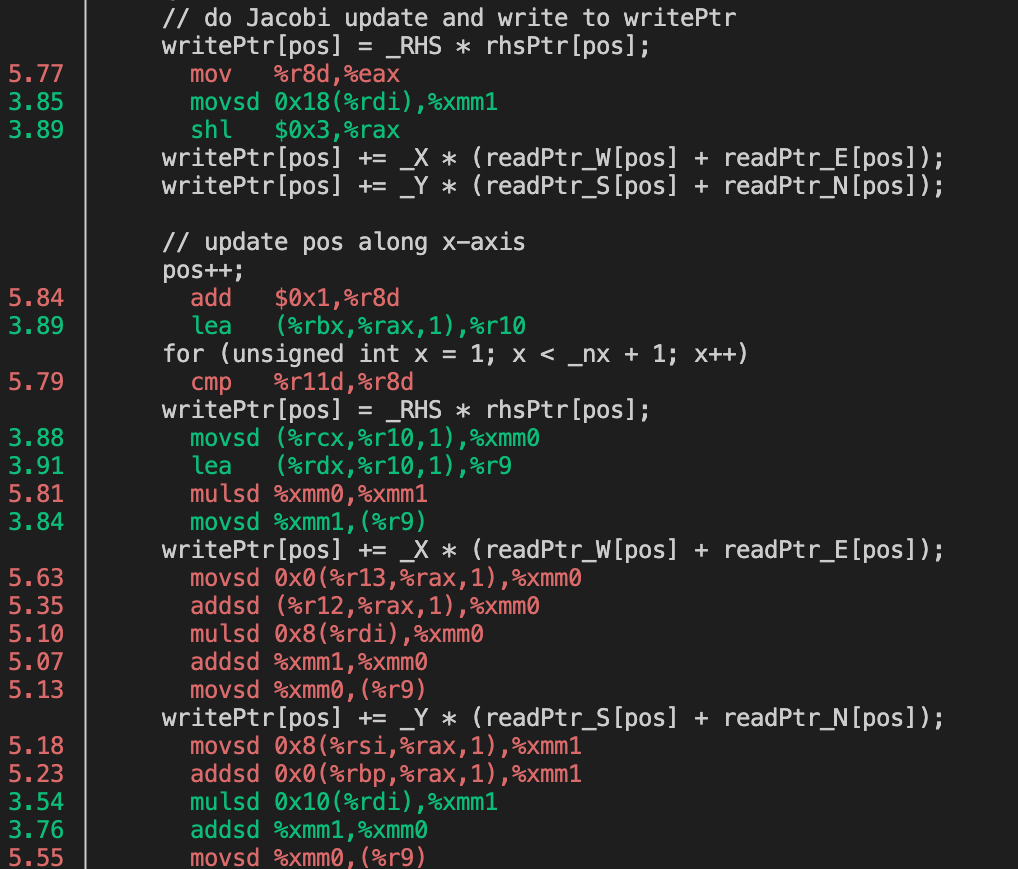 // do Jacobi update and write to writePtr
writePtr[pos] = _RHS * rhsPtr[pos];
5.77 mov %r8d,%eax
3.85 movsd 0x18(%rdi),%xmm1
3.89 shl $0x3,%rax
writePtr[pos] += _X * (readPtr_W[pos] + readPtr_E[pos]);
writePtr[pos] += _Y * (readPtr_S[pos] + readPtr_N[pos]);
// update pos along x-axis
pos++;
5.84 add $0x1,%r8d
3.89 lea (%rbx,%rax,1),%r10
for (unsigned int x = 1; x < _nx + 1; x++)
5.79 cmp %r11d,%r8d
writePtr[pos] = _RHS * rhsPtr[pos];
3.88 movsd (%rcx,%r10,1),%xmm0
3.91 lea (%rdx,%r10,1),%r9
5.81 mulsd %xmm0,%xmm1
3.84 movsd %xmm1,(%r9)
writePtr[pos] += _X * (readPtr_W[pos] + readPtr_E[pos]);
5.63 movsd 0x0(%r13,%rax,1),%xmm0
5.35 addsd (%r12,%rax,1),%xmm0
5.10 mulsd 0x8(%rdi),%xmm0
5.07 addsd %xmm1,%xmm0
5.13 movsd %xmm0,(%r9)
writePtr[pos] += _Y * (readPtr_S[pos] + readPtr_N[pos]);
5.18 movsd 0x8(%rsi,%rax,1),%xmm1
5.23 addsd 0x0(%rbp,%rax,1),%xmm1
3.54 mulsd 0x10(%rdi),%xmm1
3.76 addsd %xmm1,%xmm0
5.55 movsd %xmm0,(%r9)